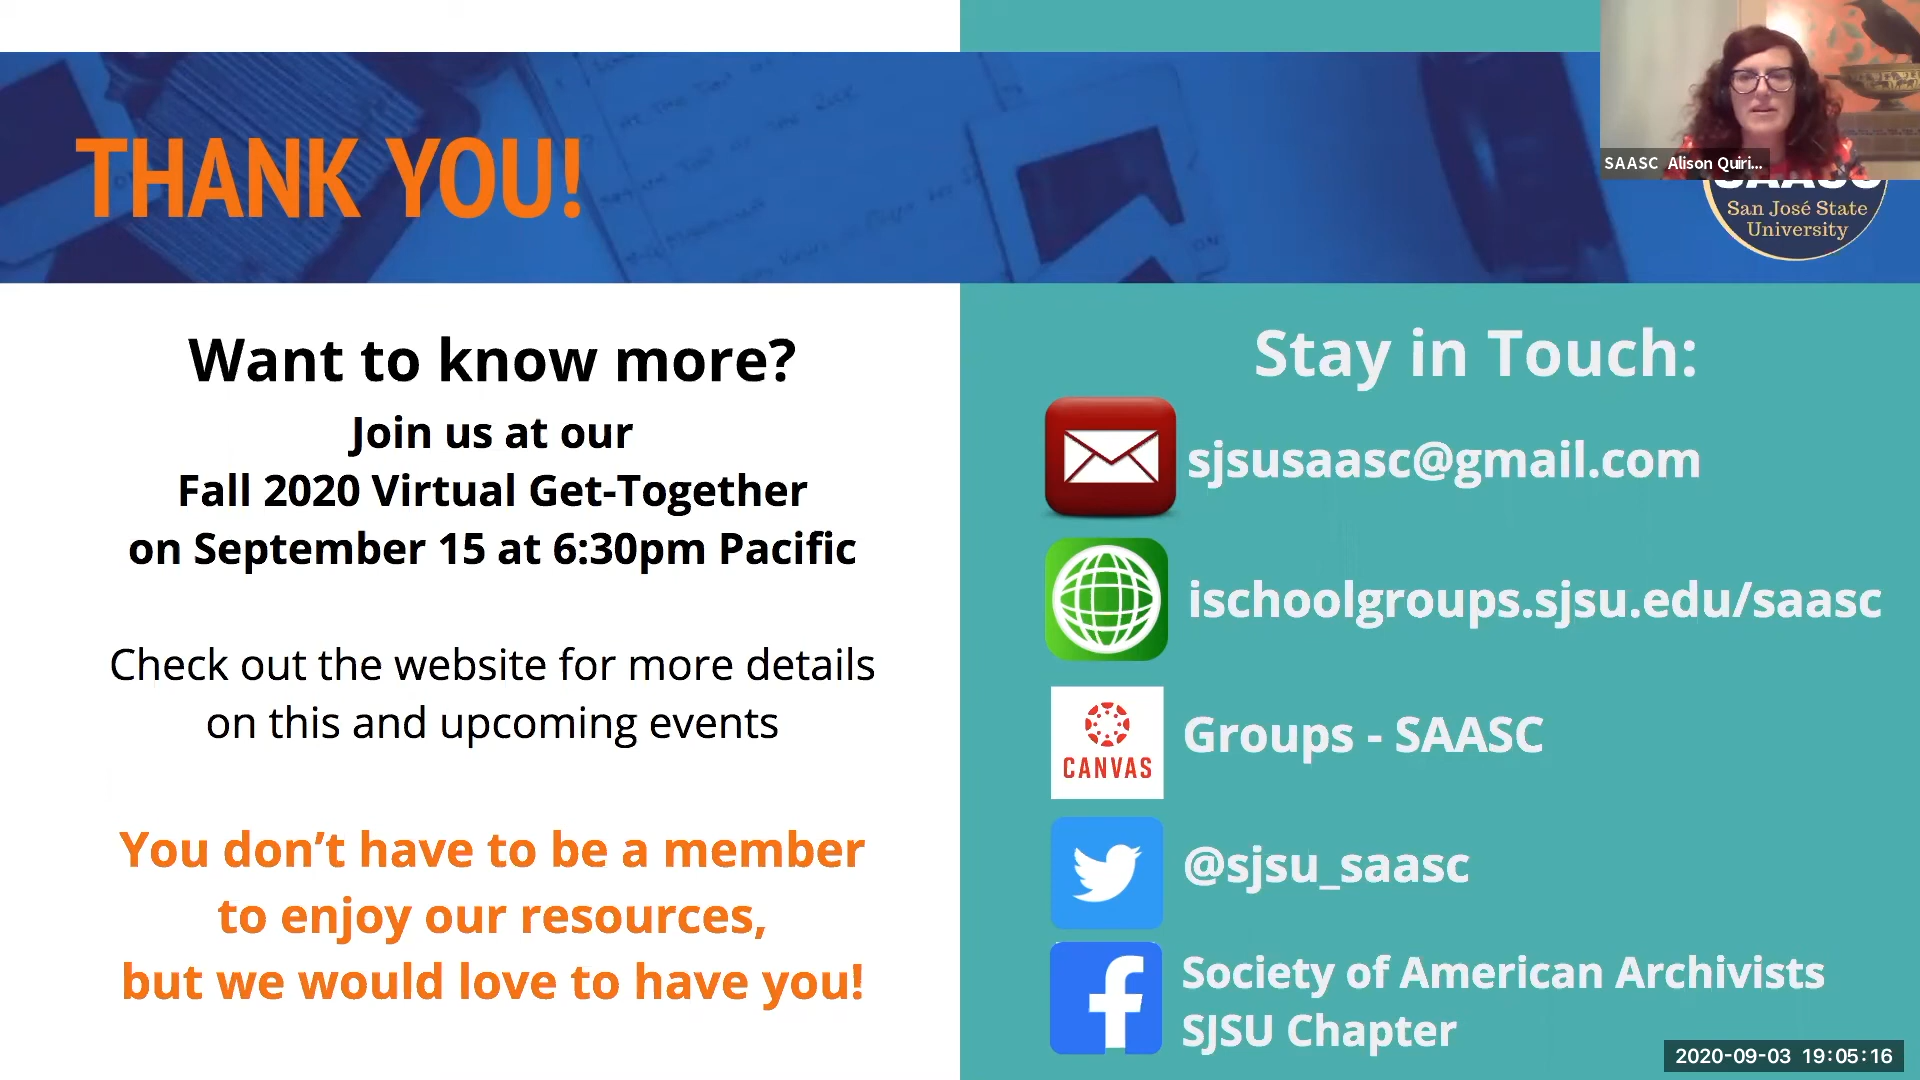 THANK YOU!
SAASC Alison Quiri...
San José State
University
Want to know more?
Join us at our
Fall 2020 Virtual Get-Together
on September 15 at 6:30pm Pacific
Check out the website for more details
on this and upcoming events
You don’t have to be a member
to enjoy our resources,
but we would love to have you!
Stay in Touch:
sjsusaasc@gmail.com
ischoolgroups.sjsu.edu/saasc
CANVAS
Groups - SAASC
@sjsu_saasc
Society of American Archivists
SJSU Chapter
2020-09-03 19:05:16